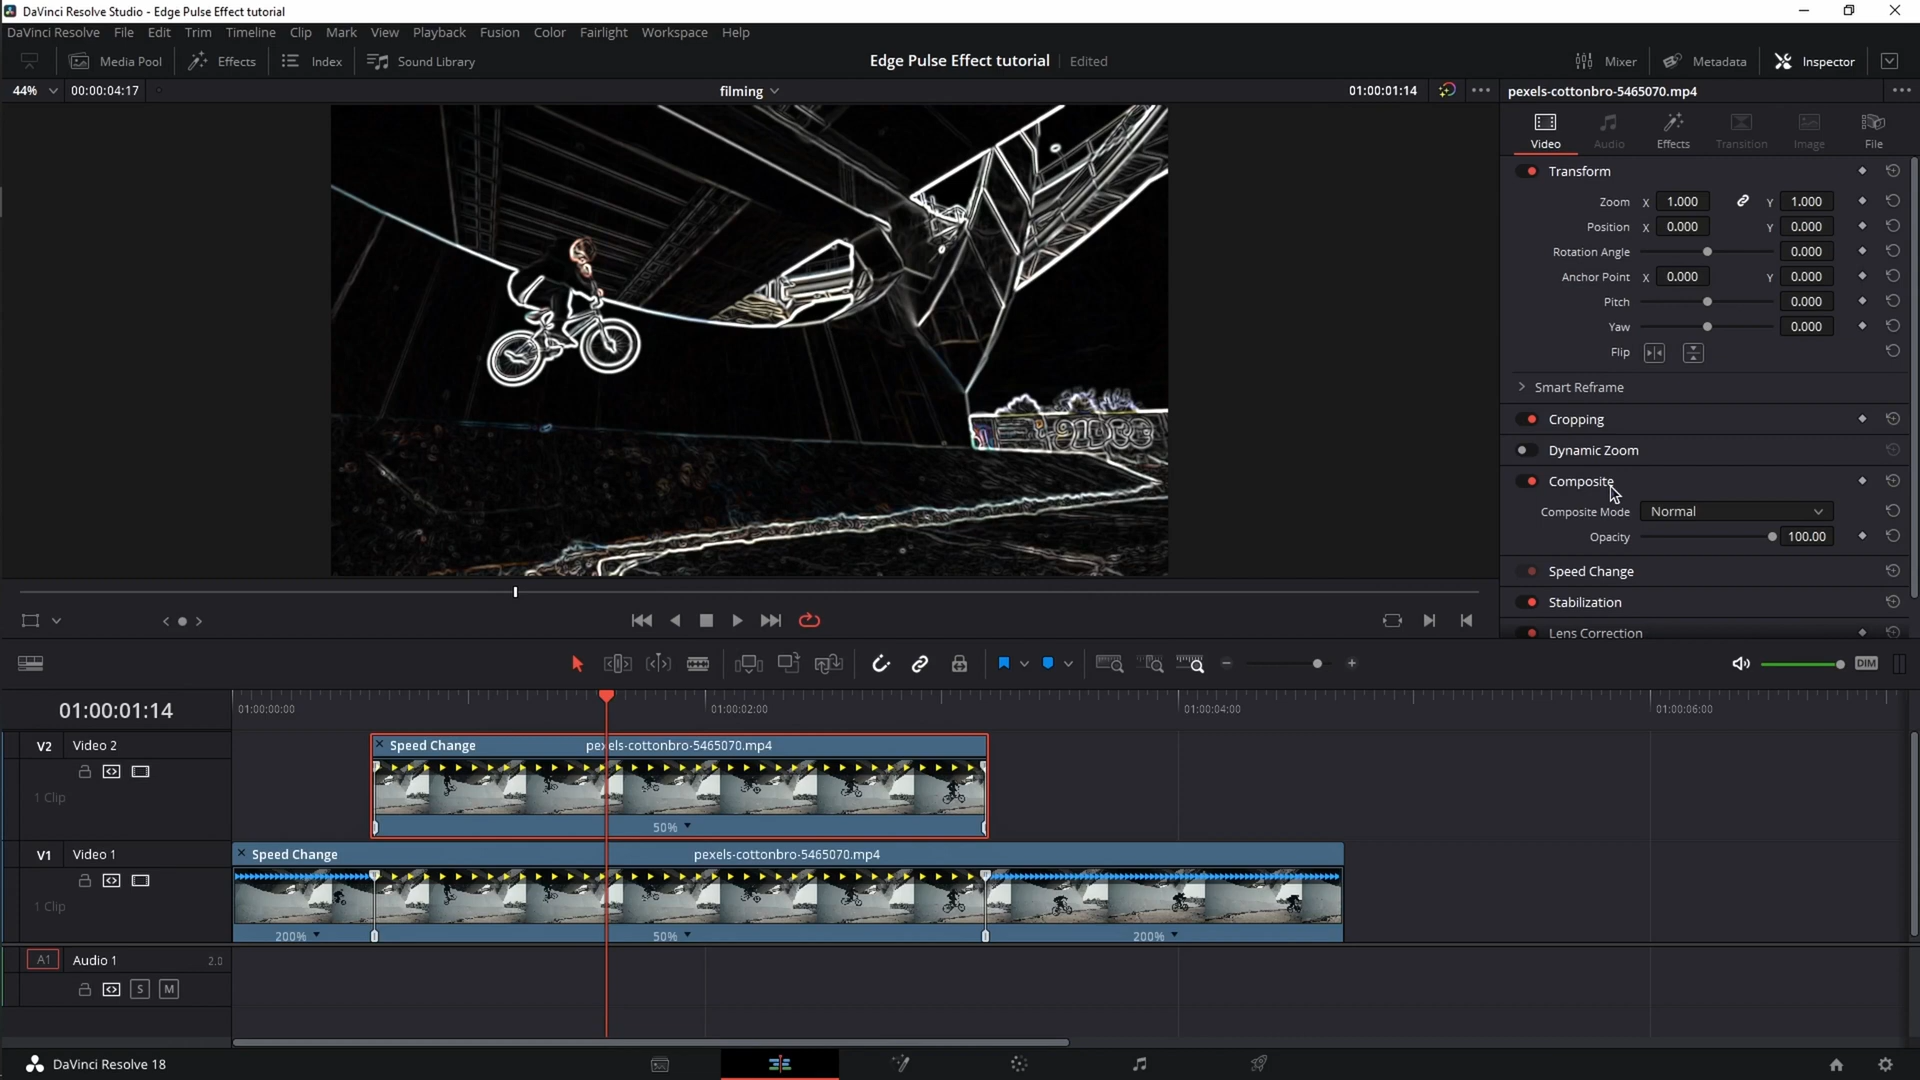 DaVinci Resolve Studio - Edge Pulse Effect tutorial
DaVinci Resolve File Edit Trim Timeline Clip Mark View Playback Fusion Color Fairlight Workspace Help
Media Pool Effects Index Sound Library Edge Pulse Effect tutorial Edited Mixer Metadata Inspector
44% 00:00:04:17 filming 01:00:01:14 pexels-cottonbro-5465070.mp4
Video Audio Effects Transition Image File
Transform
Zoom X 1.000 Y 1.000
Position X 0.000 Y 0.000
Rotation Angle 0.000
Anchor Point X 0.000 Y 0.000
Pitch 0.000
Yaw 0.000
Flip
Smart Reframe
Cropping
Dynamic Zoom
Composite
Composite Mode Normal
Opacity 100.00
Speed Change
Stabilization
Lens Correction
DIM
01:00:01:14 01:00:00:00 01:00:02:00 01:00:04:00 01:00:06:00
V2 Video 2 Speed Change pexels-cottonbro-5465070.mp4
1 Clip
50%
V1 Video 1 Speed Change pexels-cottonbro-5465070.mp4
1 Clip
200% 50% 200%
A1 Audio 1 2.0
S M
DaVinci Resolve 18